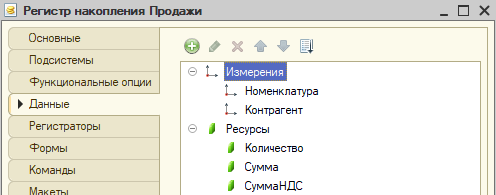 Регистр накопления Продажи
Основные
Подсистемы
Функциональные опции
Данные
Регистраторы
Формы
Команды
Макеты
Измерения
Номенклатура
Контрагент
Ресурсы
Количество
Сумма
СуммаНДС